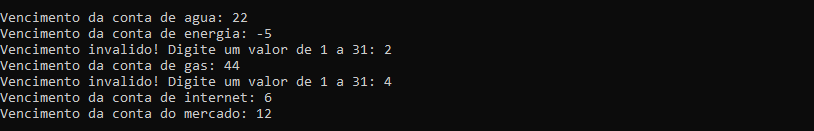 Vencimento da conta de agua: 22
Vencimento da conta de energia: -5
Vencimento invalido! Digite um valor de 1 a 31: 2
Vencimento da conta de gas: 44
Vencimento invalido! Digite um valor de 1 a 31: 4
Vencimento da conta de internet: 6
Vencimento da conta do mercado: 12